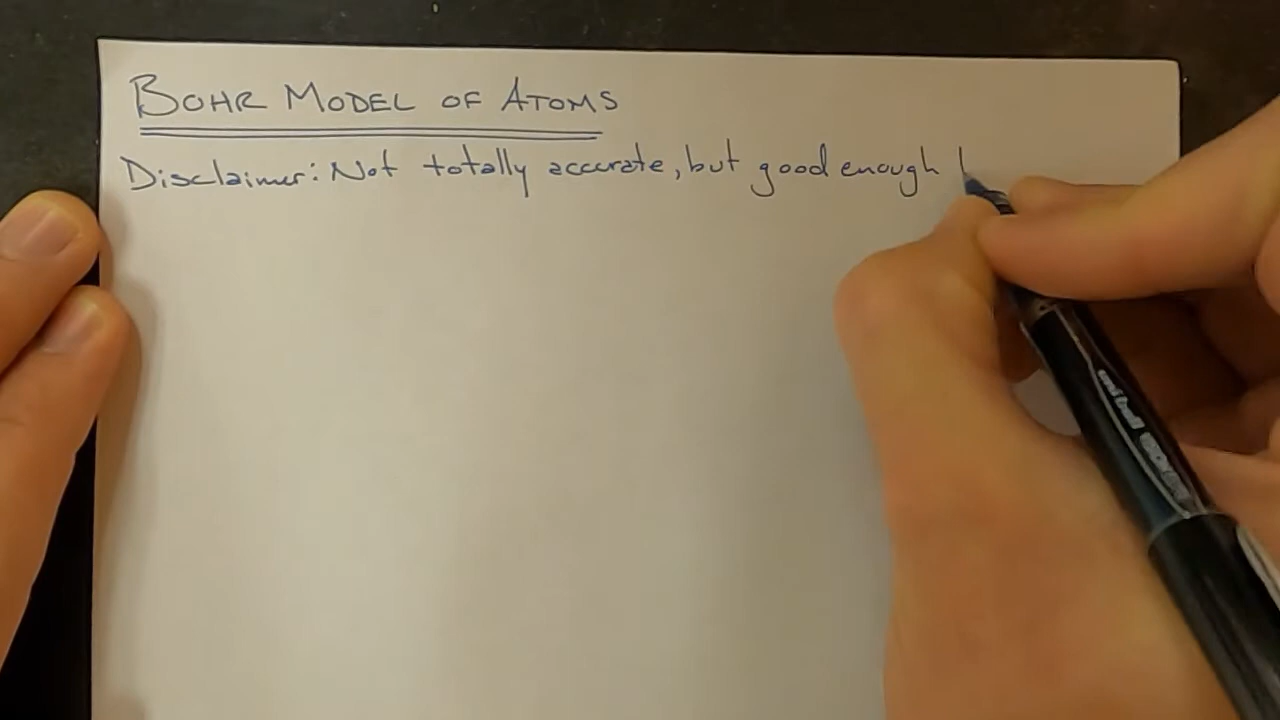 BOHR MODEL OF ATOMS
Disclaimer: Not totally accurate, but good enough